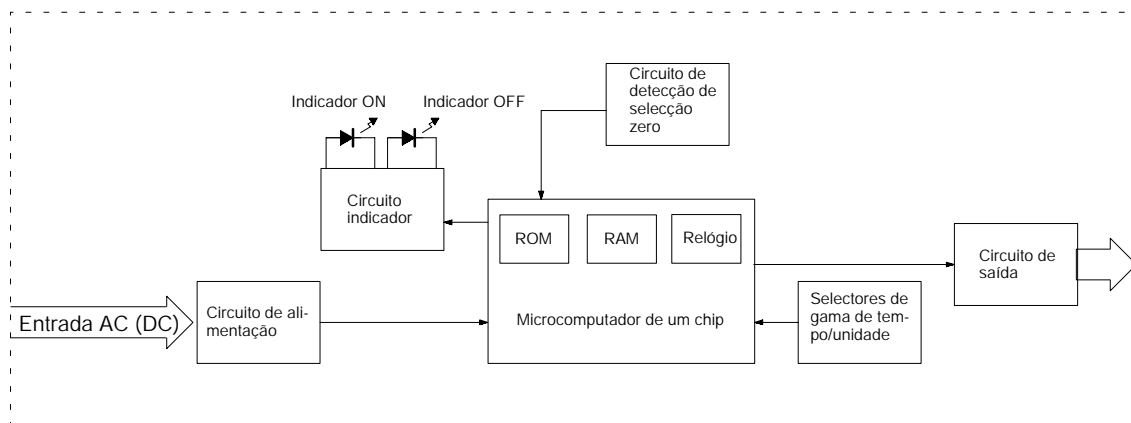 Circuito de
detecção de
selecção
zero
Indicador ON
Indicador OFF
Circuito
indicador
ROM
RAM
Relógio
Circuito de
saída
Entrada AC (DC)
Circuito de ali-
mentação
Microcomputador de um chip
Selectores de
gama de tem-
po/unidade